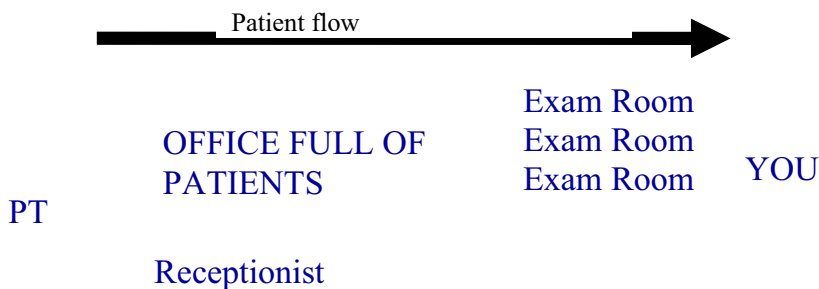 Patient flow
OFFICE FULL OF
PATIENTS
Exam Room
Exam Room
Exam Room
YOU
PT
Receptionist